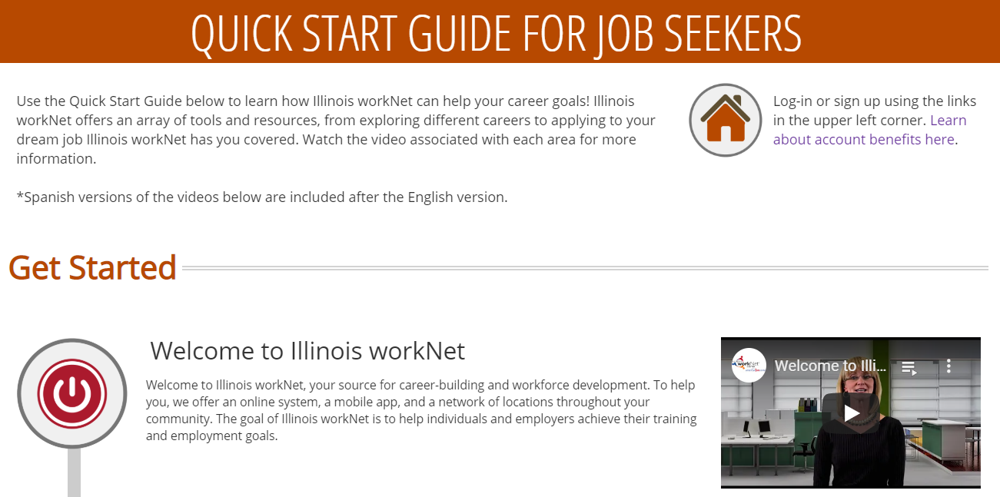 QUICK START GUIDE FOR JOB SEEKERS
Use the Quick Start Guide below to learn how Illinois workNet can help your career goals! Illinois
workNet offers an array of tools and resources, from exploring different careers to applying to your
dream job Illinois workNet has you covered. Watch the video associated with each area for more
information.
*Spanish versions of the videos below are included after the English version.
Log-in or sign up using the links
in the upper left corner. Learn
about account benefits here.
Get Started
Welcome to Illinois workNet
Welcome to Illinois workNet, your source for career-building and workforce development. To help
you, we offer an online system, a mobile app, and a network of locations throughout your
community. The goal of Illinois workNet is to help individuals and employers achieve their training
and employment goals.
workNet
Welcome to Illi...